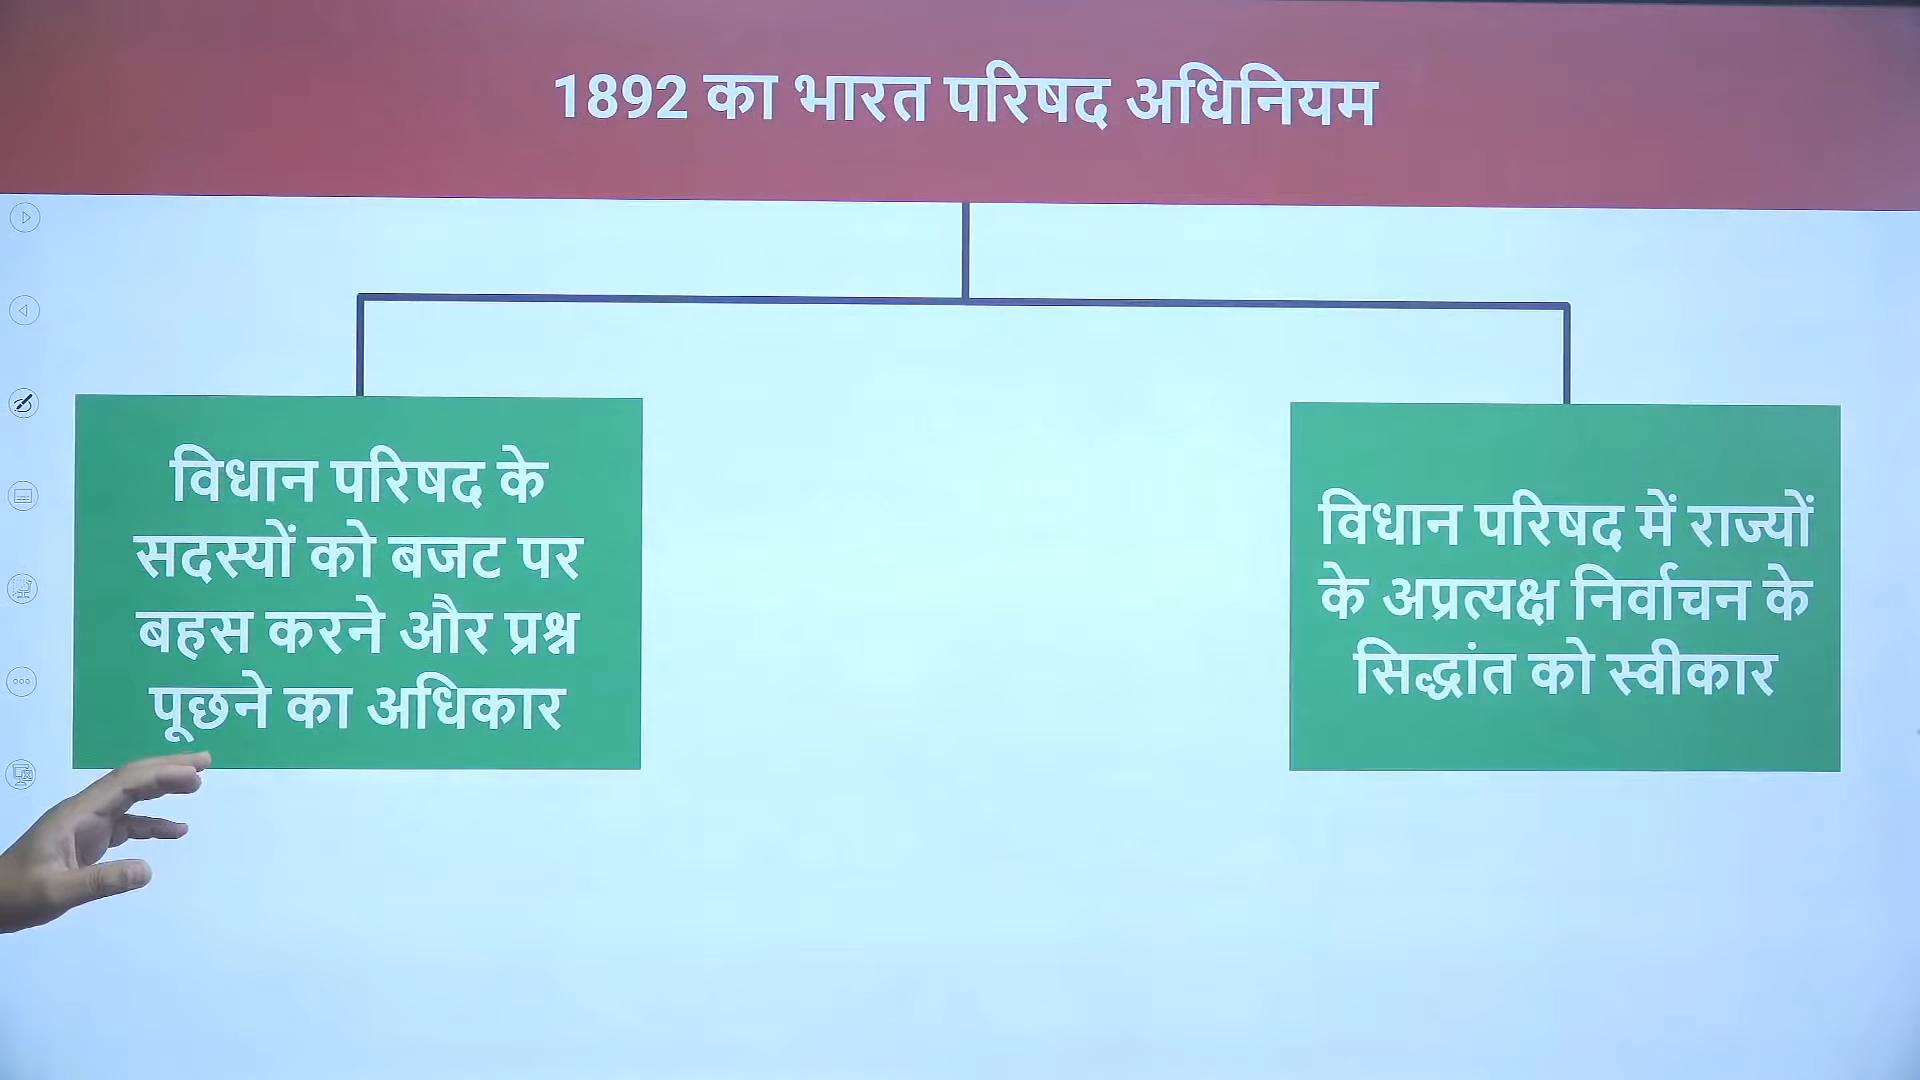 1892 का भारत परिषद अधिनियम
विधान परिषद के
सदस्यों को बजट पर
बहस करने और प्रश्न
पूछने का अधिकार
विधान परिषद में राज्यों
के अप्रत्यक्ष निर्वाचन के
सिद्धांत को स्वीकार